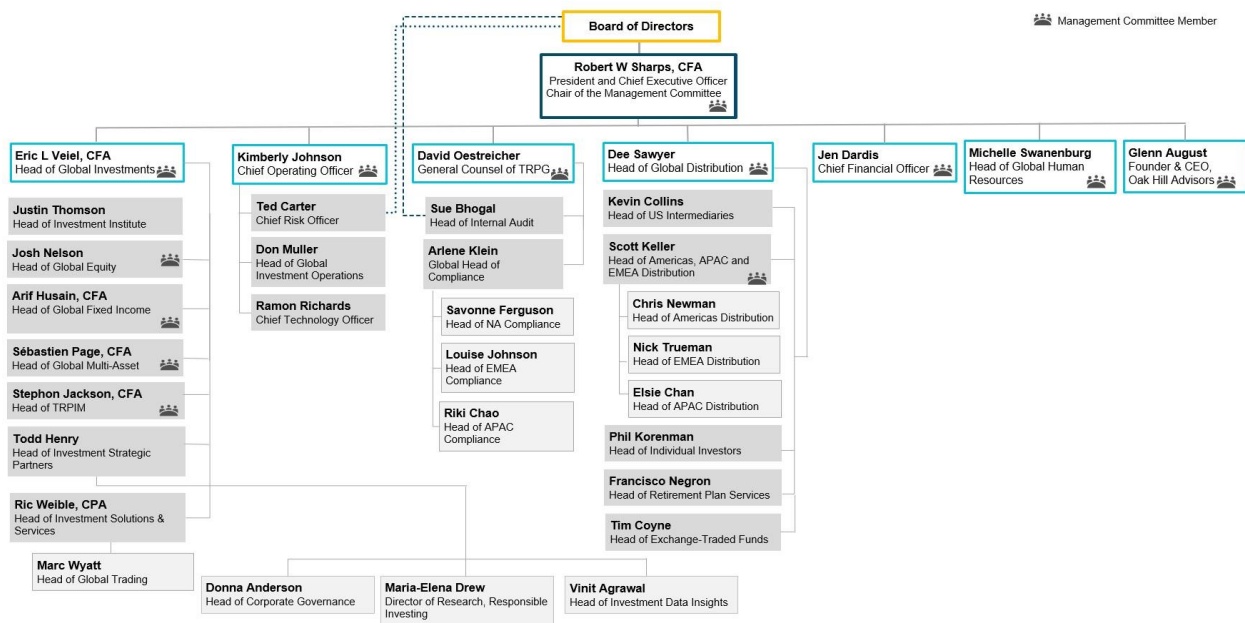 Board of Directors
Management Committee Member
Robert W Sharps, CFA
President and Chief Executive Officer
Chair of the Management Committee
Eric L Veiel, CFA
Head of Global Investments
Justin Thomson
Head of Investment Institute
Josh Nelson
Head of Global Equity
Arif Husain, CFA
Head of Global Fixed Income
Sébastien Page, CFA
Head of Global Multi-Asset
Stephon Jackson, CFA
Head of TRPIM
Todd Henry
Head of Investment Strategic
Partners
Ric Weible, CPA
Head of Investment Solutions &
Services
Marc Wyatt
Head of Global Trading
Kimberly Johnson
Chief Operating Officer
Ted Carter
Chief Risk Officer
Don Muller
Head of Global
Investment Operations
Ramon Richards
Chief Technology Officer
David Oestreicher
General Counsel of TRPG
Sue Bhogal
Head of Internal Audit
Arlene Klein
Global Head of
Compliance
Savonne Ferguson
Head of NA Compliance
Louise Johnson
Head of EMEA
Compliance
Riki Chao
Head of APAC
Compliance
Dee Sawyer
Head of Global Distribution
Kevin Collins
Head of US Intermediaries
Scott Keller
Head of Americas, APAC and
EMEA Distribution
Chris Newman
Head of Americas Distribution
Nick Trueman
Head of EMEA Distribution
Elsie Chan
Head of APAC Distribution
Phil Korenman
Head of Individual Investors
Francisco Negron
Head of Retirement Plan Services
Tim Coyne
Head of Exchange-Traded Funds
Jen Dardis
Chief Financial Officer
Michelle Swanenburg
Head of Global Human
Resources
Glenn August
Founder & CEO,
Oak Hill Advisors
Donna Anderson
Head of Corporate Governance
Maria-Elena Drew
Director of Research, Responsible
Investing
Vinit Agrawal
Head of Investment Data Insights